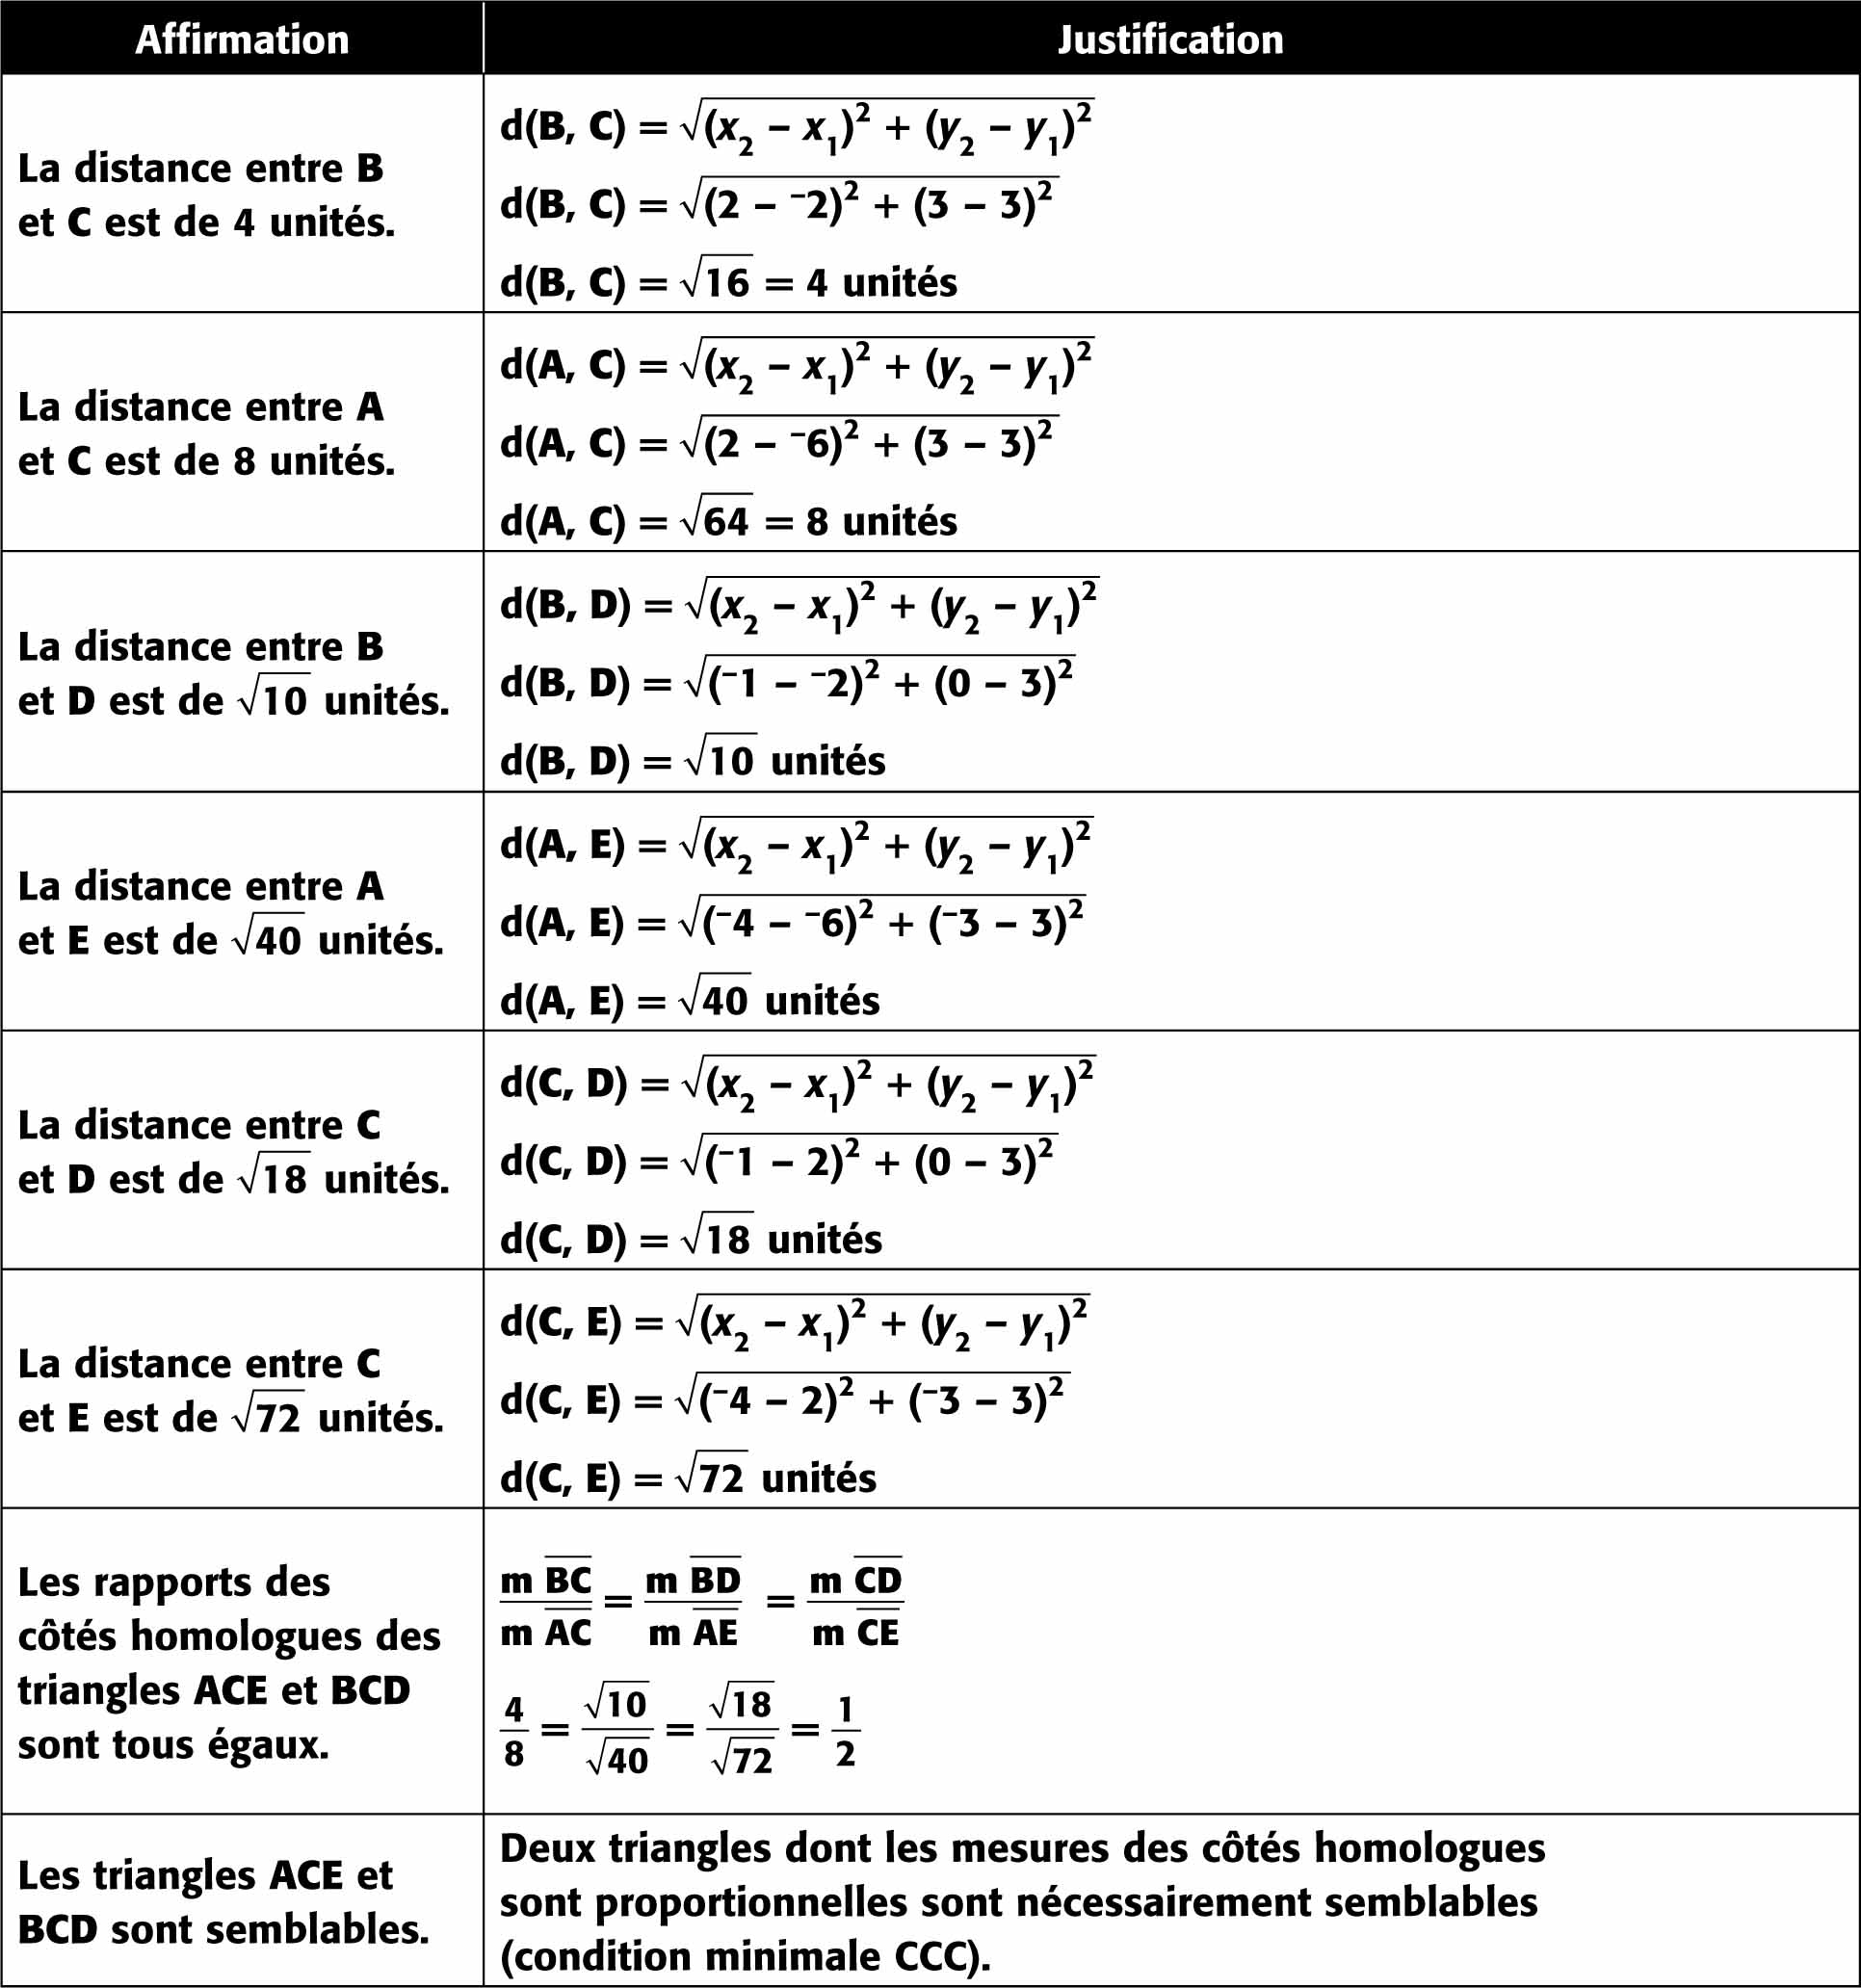 Affirmation
Justification
La distance entre B
et C est de 4 unités.
d(B, C) = √(x₂ – x₁)² + (y₂ – y₁)²
d(B, C) = √(2 – ⁻2)² + (3 – 3)²
d(B, C) = √16 = 4 unités
La distance entre A
et C est de 8 unités.
d(A, C) = √(x₂ – x₁)² + (y₂ – y₁)²
d(A, C) = √(2 – ⁻6)² + (3 – 3)²
d(A, C) = √64 = 8 unités
La distance entre B
et D est de √10 unités.
d(B, D) = √(x₂ – x₁)² + (y₂ – y₁)²
d(B, D) = √(⁻1 – ⁻2)² + (0 – 3)²
d(B, D) = √10 unités
La distance entre A
et E est de √40 unités.
d(A, E) = √(x₂ – x₁)² + (y₂ – y₁)²
d(A, E) = √(⁻4 – ⁻6)² + (⁻3 – 3)²
d(A, E) = √40 unités
La distance entre C
et D est de √18 unités.
d(C, D) = √(x₂ – x₁)² + (y₂ – y₁)²
d(C, D) = √(⁻1 – 2)² + (0 – 3)²
d(C, D) = √18 unités
La distance entre C
et E est de √72 unités.
d(C, E) = √(x₂ – x₁)² + (y₂ – y₁)²
d(C, E) = √(⁻4 – 2)² + (⁻3 – 3)²
d(C, E) = √72 unités
Les rapports des
côtés homologues des
triangles ACE et BCD
sont tous égaux.
m BC/m AC = m BD/m AE = m CD/m CE
4/8 = √10/√40 = √18/√72 = 1/2
Les triangles ACE et
BCD sont semblables.
Deux triangles dont les mesures des côtés homologues
sont proportionnelles sont nécessairement semblables
(condition minimale CCC).